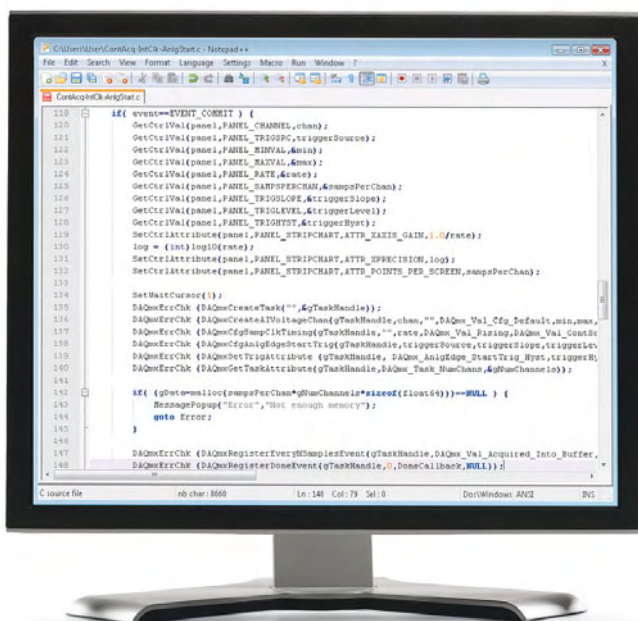 C:\Users\User\ContAcq-IntClk-AnlgStart.c - Notepad++
File Edit Search View Format Language Settings Macro Run Window ? X
ContAcq-IntClk-AnlgStart.c
119 if( event==EVENT_COMMIT ) {
120 GetCtrlVal(panel,PANEL_CHANNEL,chan);
121 GetCtrlVal(panel,PANEL_TRIGSRC,triggerSource);
122 GetCtrlVal(panel,PANEL_MINVAL,&min);
123 GetCtrlVal(panel,PANEL_MAXVAL,&max);
124 GetCtrlVal(panel,PANEL_RATE,&rate);
125 GetCtrlVal(panel,PANEL_SAMPSPERCHAN,&sampsPerChan);
126 GetCtrlVal(panel,PANEL_TRIGSLOPE,&triggerSlope);
127 GetCtrlVal(panel,PANEL_TRIGLEVEL,&triggerLevel);
128 GetCtrlVal(panel,PANEL_TRIGHYST,&triggerHyst);
129 SetCtrlAttribute(panel,PANEL_STRIPCHART,ATTR_XAXIS_GAIN,1.0/rate);
130 log = (int)log10(rate);
131 SetCtrlAttribute(panel,PANEL_STRIPCHART,ATTR_XPRECISION,log);
132 SetCtrlAttribute(panel,PANEL_STRIPCHART,ATTR_POINTS_PER_SCREEN,sampsPerChan);
133
134 SetWaitCursor(1);
135 DAQmxErrChk (DAQmxCreateTask("",&gTaskHandle));
136 DAQmxErrChk (DAQmxCreateAIVoltageChan(gTaskHandle,chan,"",DAQmx_Val_Cfg_Default,min,max,
137 DAQmxErrChk (DAQmxCfgSampClkTiming(gTaskHandle,"",rate,DAQmx_Val_Rising,DAQmx_Val_ContS
138 DAQmxErrChk (DAQmxCfgAnlgEdgeStartTrig(gTaskHandle,triggerSource,triggerSlope,triggerLev
139 DAQmxErrChk (DAQmxSetTrigAttribute (gTaskHandle, DAQmx_AnlgEdge_StartTrig_Hyst,triggerHy
140 DAQmxErrChk (DAQmxGetTaskAttribute(gTaskHandle,DAQmx_Task_NumChans,&gNumChannels));
141
142 if( (gData=malloc(sampsPerChan*gNumChannels*sizeof(float64)))==NULL ) {
143 MessagePopup("Error","Not enough memory");
144 goto Error;
145 }
146
147 DAQmxErrChk (DAQmxRegisterEveryNSamplesEvent(gTaskHandle,DAQmx_Val_Acquired_Into_Buffer,
148 DAQmxErrChk (DAQmxRegisterDoneEvent(gTaskHandle,0,DoneCallback,NULL));
C source file nb char : 8660 Ln : 148 Col : 79 Sel : 0 Dos\Windows ANSI INS